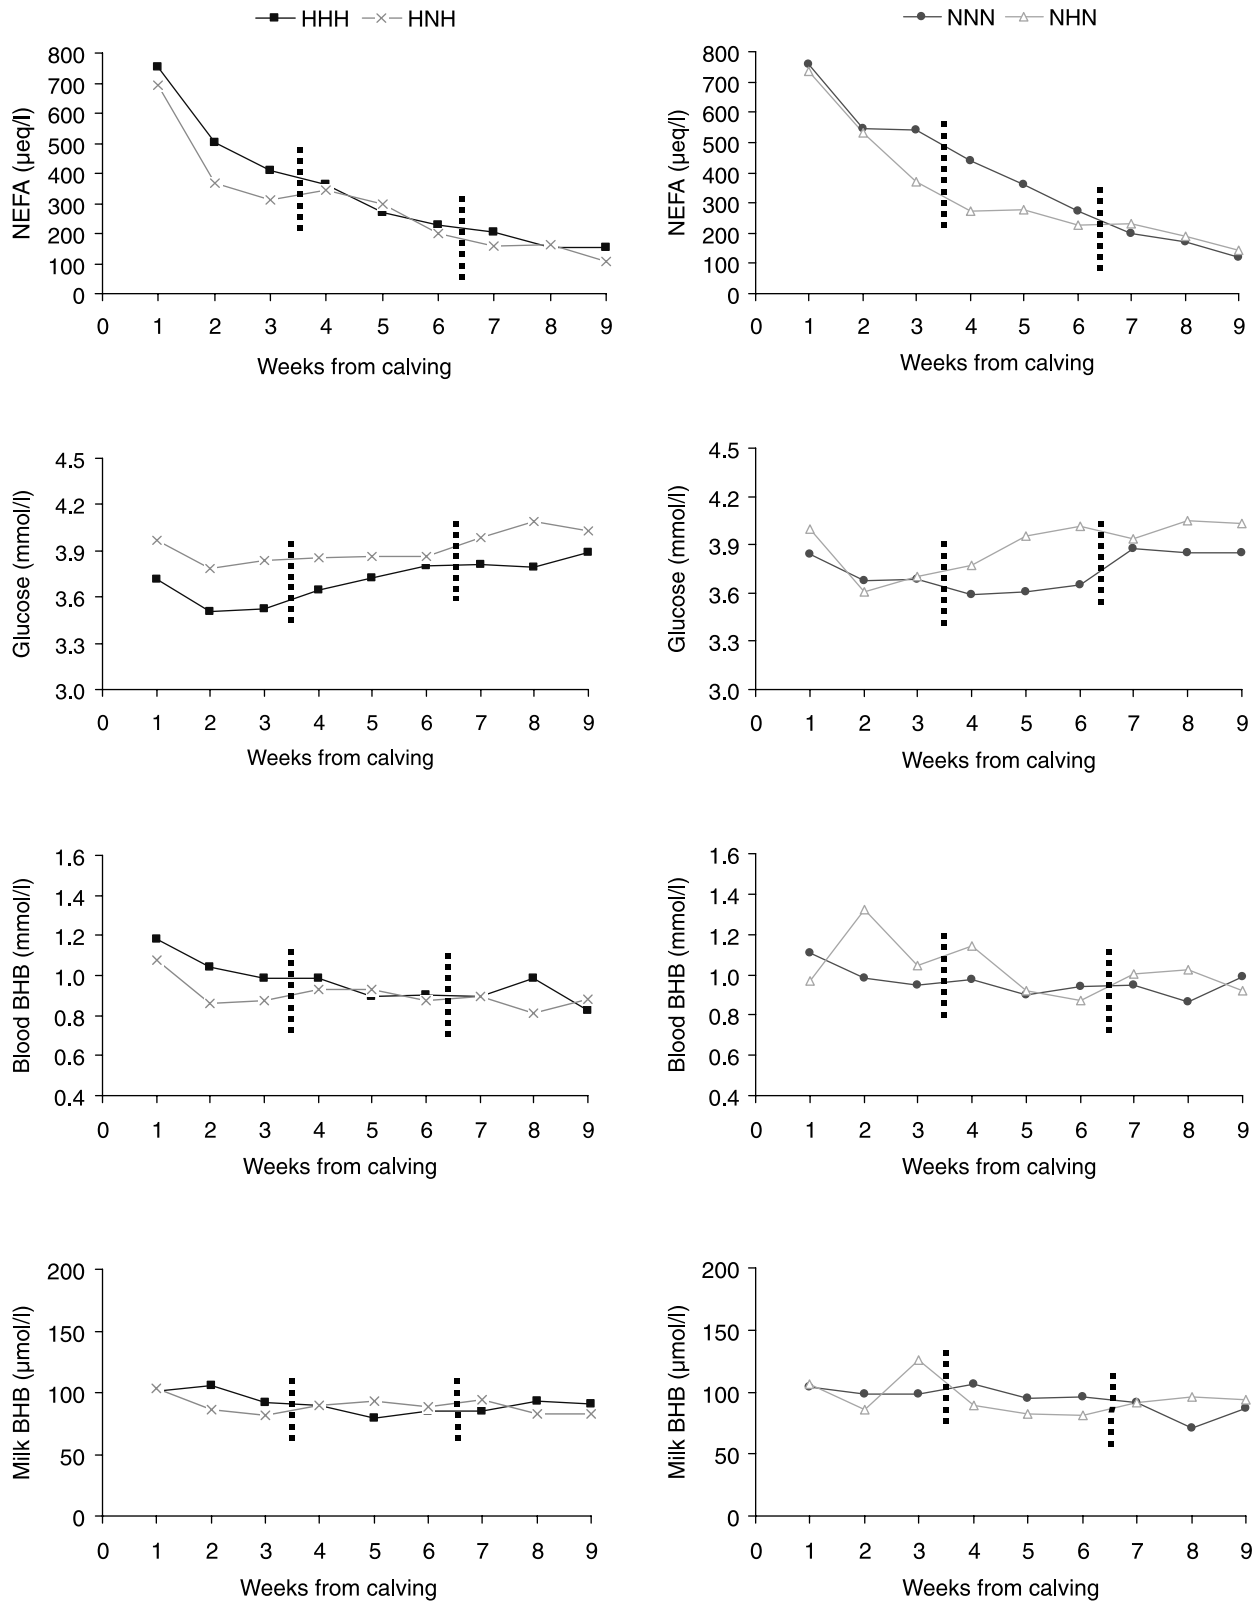 HHH HNH
NNN NHN
NEFA (µeq/l)
800
700
600
500
400
300
200
100
0
0 1 2 3 4 5 6 7 8 9
Weeks from calving
NEFA (µeq/l)
800
700
600
500
400
300
200
100
0
0 1 2 3 4 5 6 7 8 9
Weeks from calving
Glucose (mmol/l)
4.5
4.2
3.9
3.6
3.3
3.0
0 1 2 3 4 5 6 7 8 9
Weeks from calving
Glucose (mmol/l)
4.5
4.2
3.9
3.6
3.3
3.0
0 1 2 3 4 5 6 7 8 9
Weeks from calving
Blood BHB (mmol/l)
1.6
1.4
1.2
1.0
0.8
0.6
0.4
0 1 2 3 4 5 6 7 8 9
Weeks from calving
Blood BHB (mmol/l)
1.6
1.4
1.2
1.0
0.8
0.6
0.4
0 1 2 3 4 5 6 7 8 9
Weeks from calving
Milk BHB (µmol/l)
200
150
100
50
0
0 1 2 3 4 5 6 7 8 9
Weeks from calving
Milk BHB (µmol/l)
200
150
100
50
0
0 1 2 3 4 5 6 7 8 9
Weeks from calving